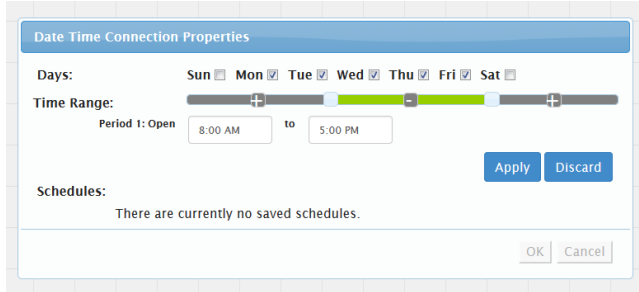 Date Time Connection Properties
Days: Sun Mon Tue Wed Thu Fri Sat
Time Range: + - +
Period 1: Open 8:00 AM to 5:00 PM
Apply Discard
Schedules:
There are currently no saved schedules.
OK Cancel